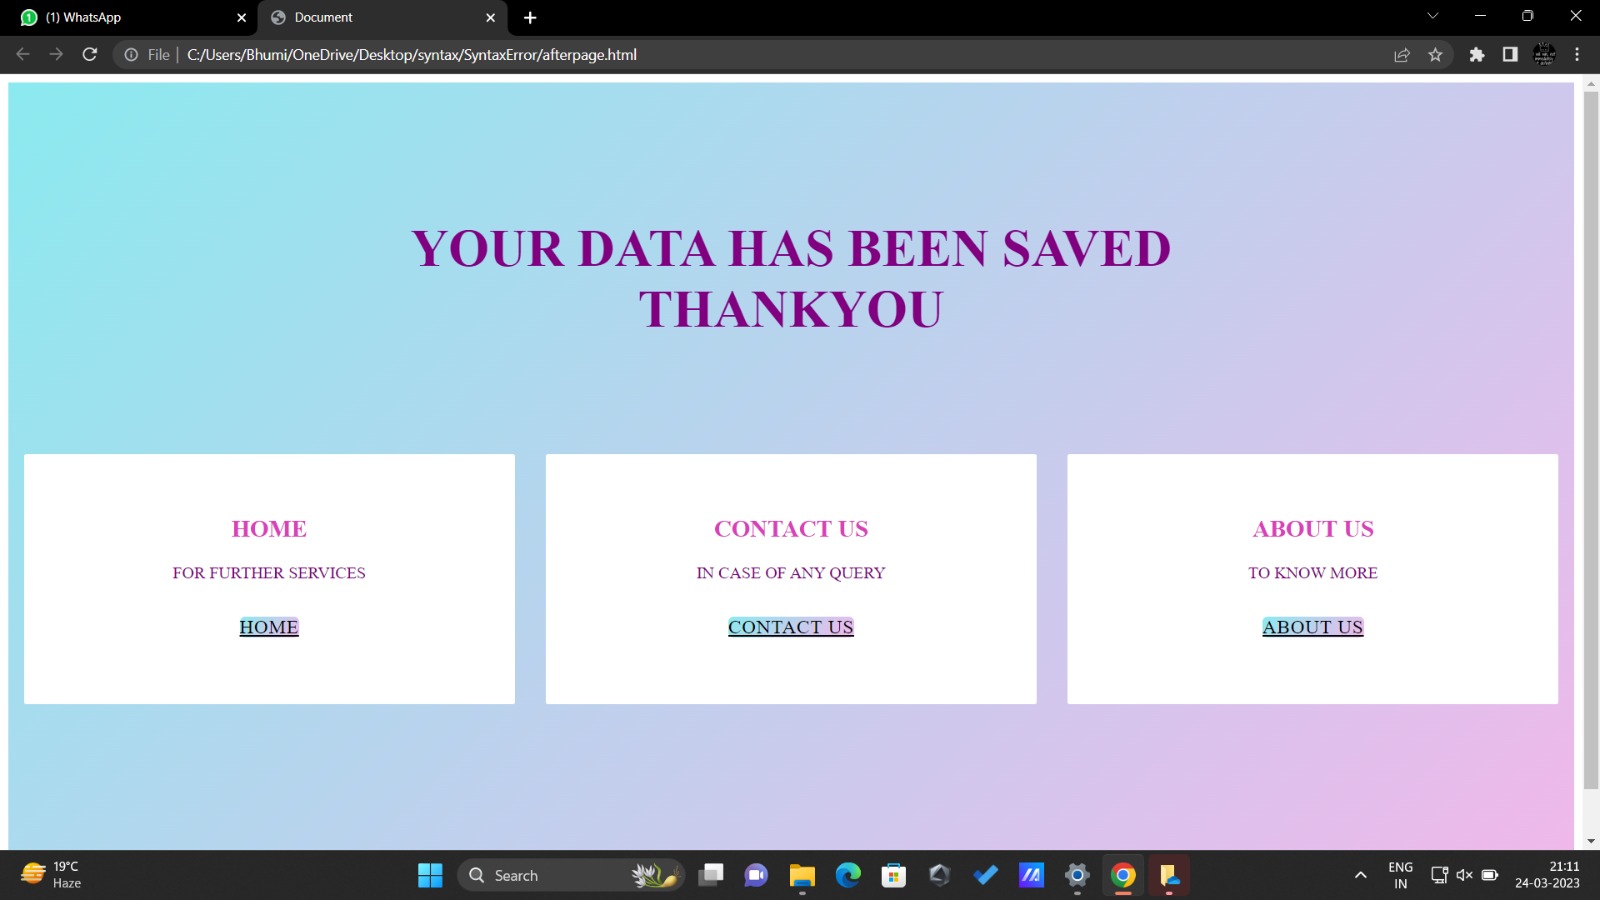 (1) WhatsApp
Document
File
C:/Users/Bhumi/OneDrive/Desktop/syntax/SyntaxError/afterpage.html
YOUR DATA HAS BEEN SAVED
THANKYOU
HOME
FOR FURTHER SERVICES
HOME
CONTACT US
IN CASE OF ANY QUERY
CONTACT US
ABOUT US
TO KNOW MORE
ABOUT US
19°C
Haze
Search
ENG
IN
21:11
24-03-2023